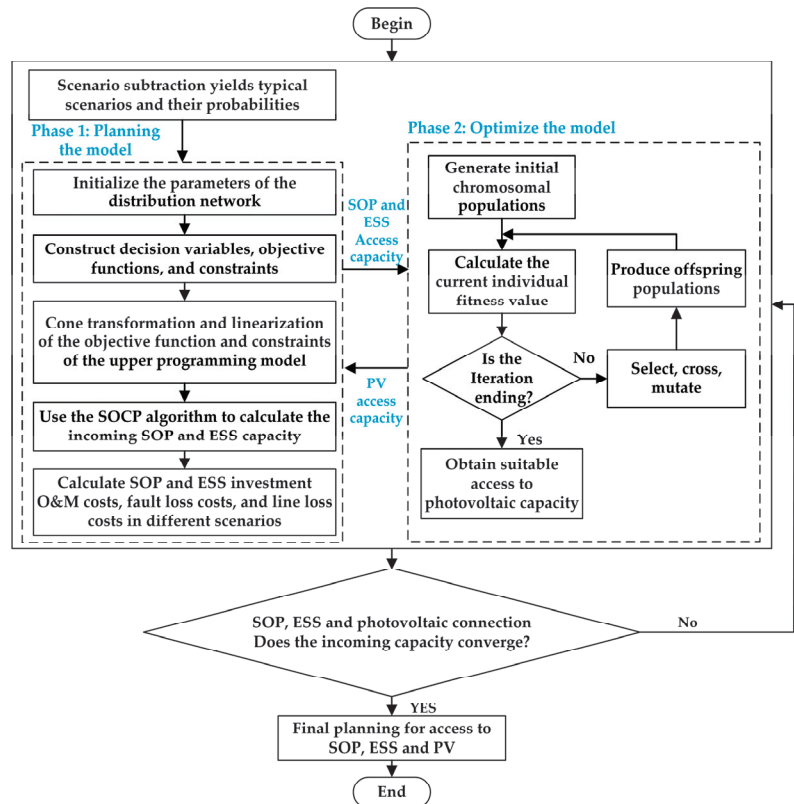 Begin
Scenario subtraction yields typical
scenarios and their probabilities
Phase 1: Planning
the model
Initialize the parameters of the
distribution network
Construct decision variables, objective
functions, and constraints
Cone transformation and linearization
of the objective function and constraints
of the upper programming model
Use the SOCP algorithm to calculate the
incoming SOP and ESS capacity
Calculate SOP and ESS investment
O&M costs, fault loss costs, and line loss
costs in different scenarios
SOP and
ESS
Access
capacity
PV
access
capacity
Phase 2: Optimize the model
Generate initial
chromosomal
populations
Calculate the
current individual
fitness value
Is the
Iteration
ending?
No
Select, cross,
mutate
Produce offspring
populations
Yes
Obtain suitable
access to
photovoltaic capacity
SOP, ESS and photovoltaic connection
Does the incoming capacity converge?
No
YES
Final planning for access to
SOP, ESS and PV
End